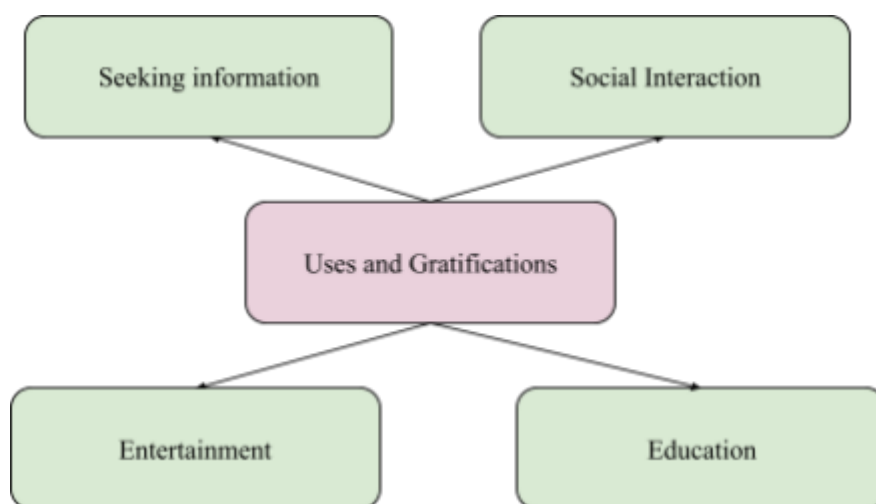 Seeking information
Social Interaction
Uses and Gratifications
Entertainment
Education